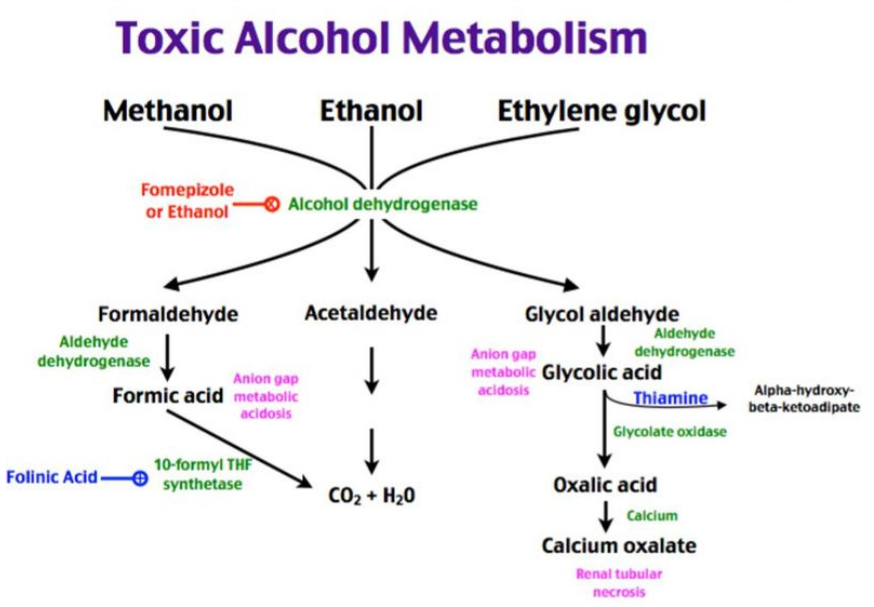 Toxic Alcohol Metabolism
Methanol
Ethanol
Ethylene glycol
Fomepizole
or Ethanol
Alcohol dehydrogenase
Formaldehyde
Acetaldehyde
Glycol aldehyde
Aldehyde
dehydrogenase
Aldehyde
dehydrogenase
Anion gap
metabolic
acidosis
Glycolic acid
Formic acid
Anion gap
metabolic
acidosis
Thiamine
Alpha-hydroxy-
beta-ketoadipate
Glycolate oxidase
Folinic Acid
10-formyl THF
synthetase
CO₂ + H₂0
Oxalic acid
Calcium
Calcium oxalate
Renal tubular
necrosis